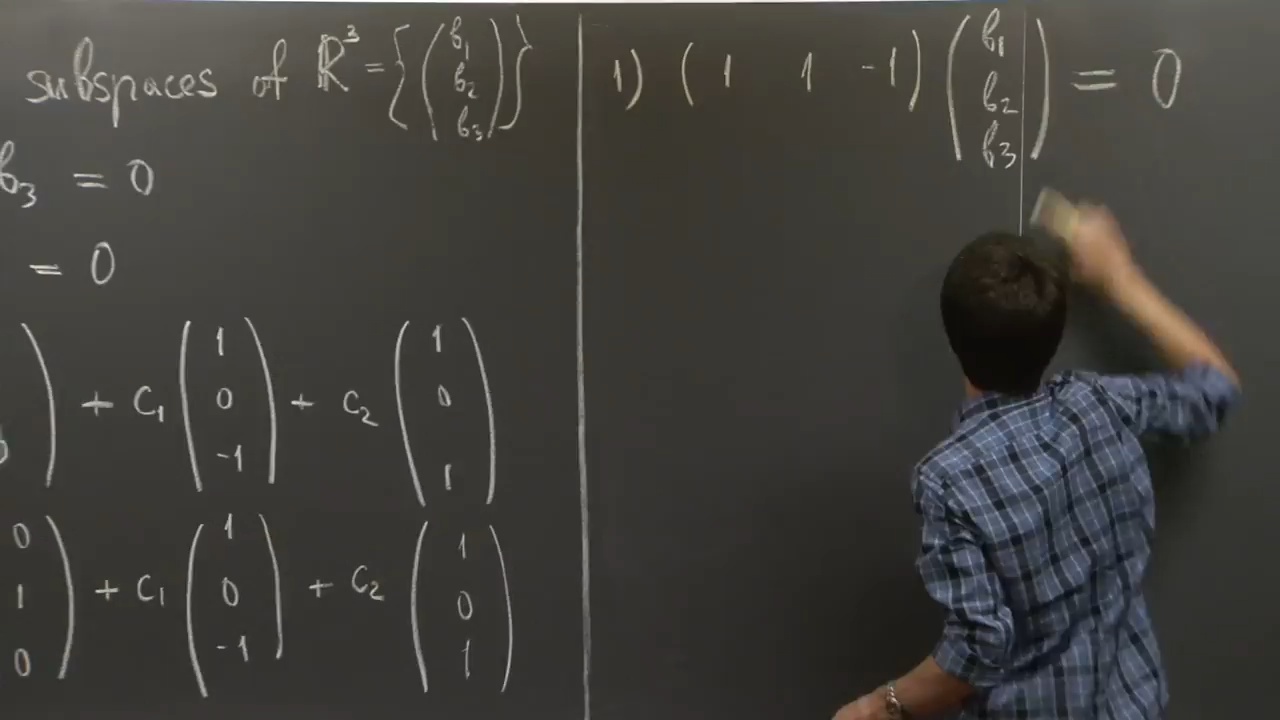 subspaces of ℝ³ = { ( b₁ b₂ b₃ ) }
b₃ = 0
= 0
) + c₁ ( 1 0 -1 ) + c₂ ( 1 0 1 )
0 1 0 ) + c₁ ( 1 0 -1 ) + c₂ ( 1 0 1 )
1) ( 1 1 -1 ) ( b₁ b₂ b₃ ) = 0